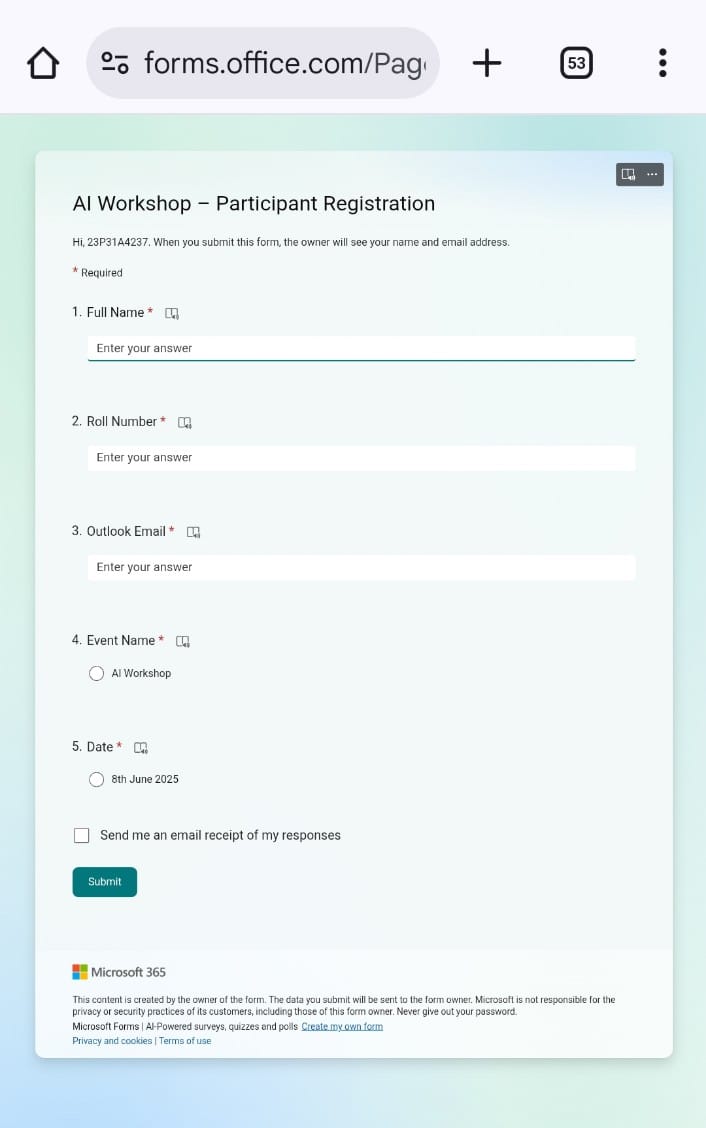 forms.office.com/Pag
53
AI Workshop – Participant Registration
Hi, 23P31A4237. When you submit this form, the owner will see your name and email address.
* Required
1. Full Name *
Enter your answer
2. Roll Number *
Enter your answer
3. Outlook Email *
Enter your answer
4. Event Name *
AI Workshop
5. Date *
8th June 2025
Send me an email receipt of my responses
Submit
Microsoft 365
This content is created by the owner of the form. The data you submit will be sent to the form owner. Microsoft is not responsible for the
privacy or security practices of its customers, including those of this form owner. Never give out your password.
Microsoft Forms | AI-Powered surveys, quizzes and polls Create my own form
Privacy and cookies | Terms of use